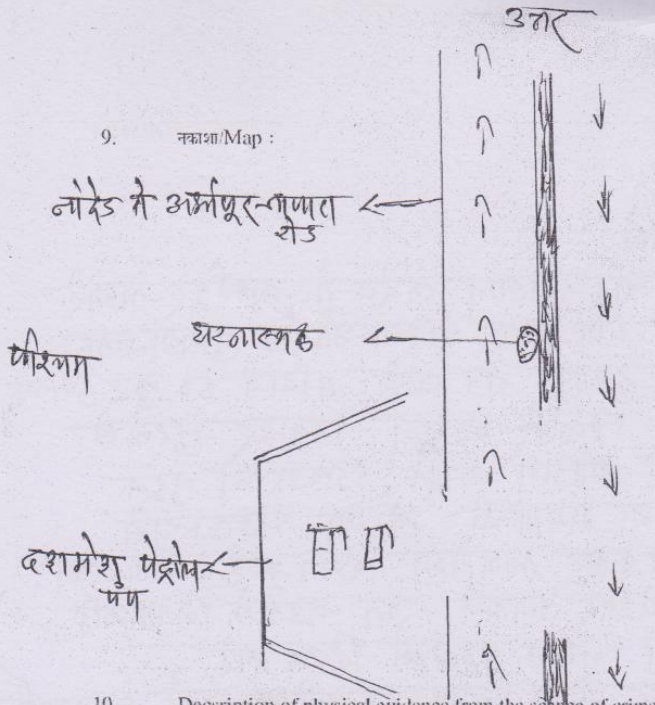 उत्तर
9. नकाशा/Map :
नांदेड ते अर्धापूर
रोड
घटनास्थळ
पश्चिम
दशमेश पेट्रोल
पंप
10. Description of physical evidence from the scene of crime